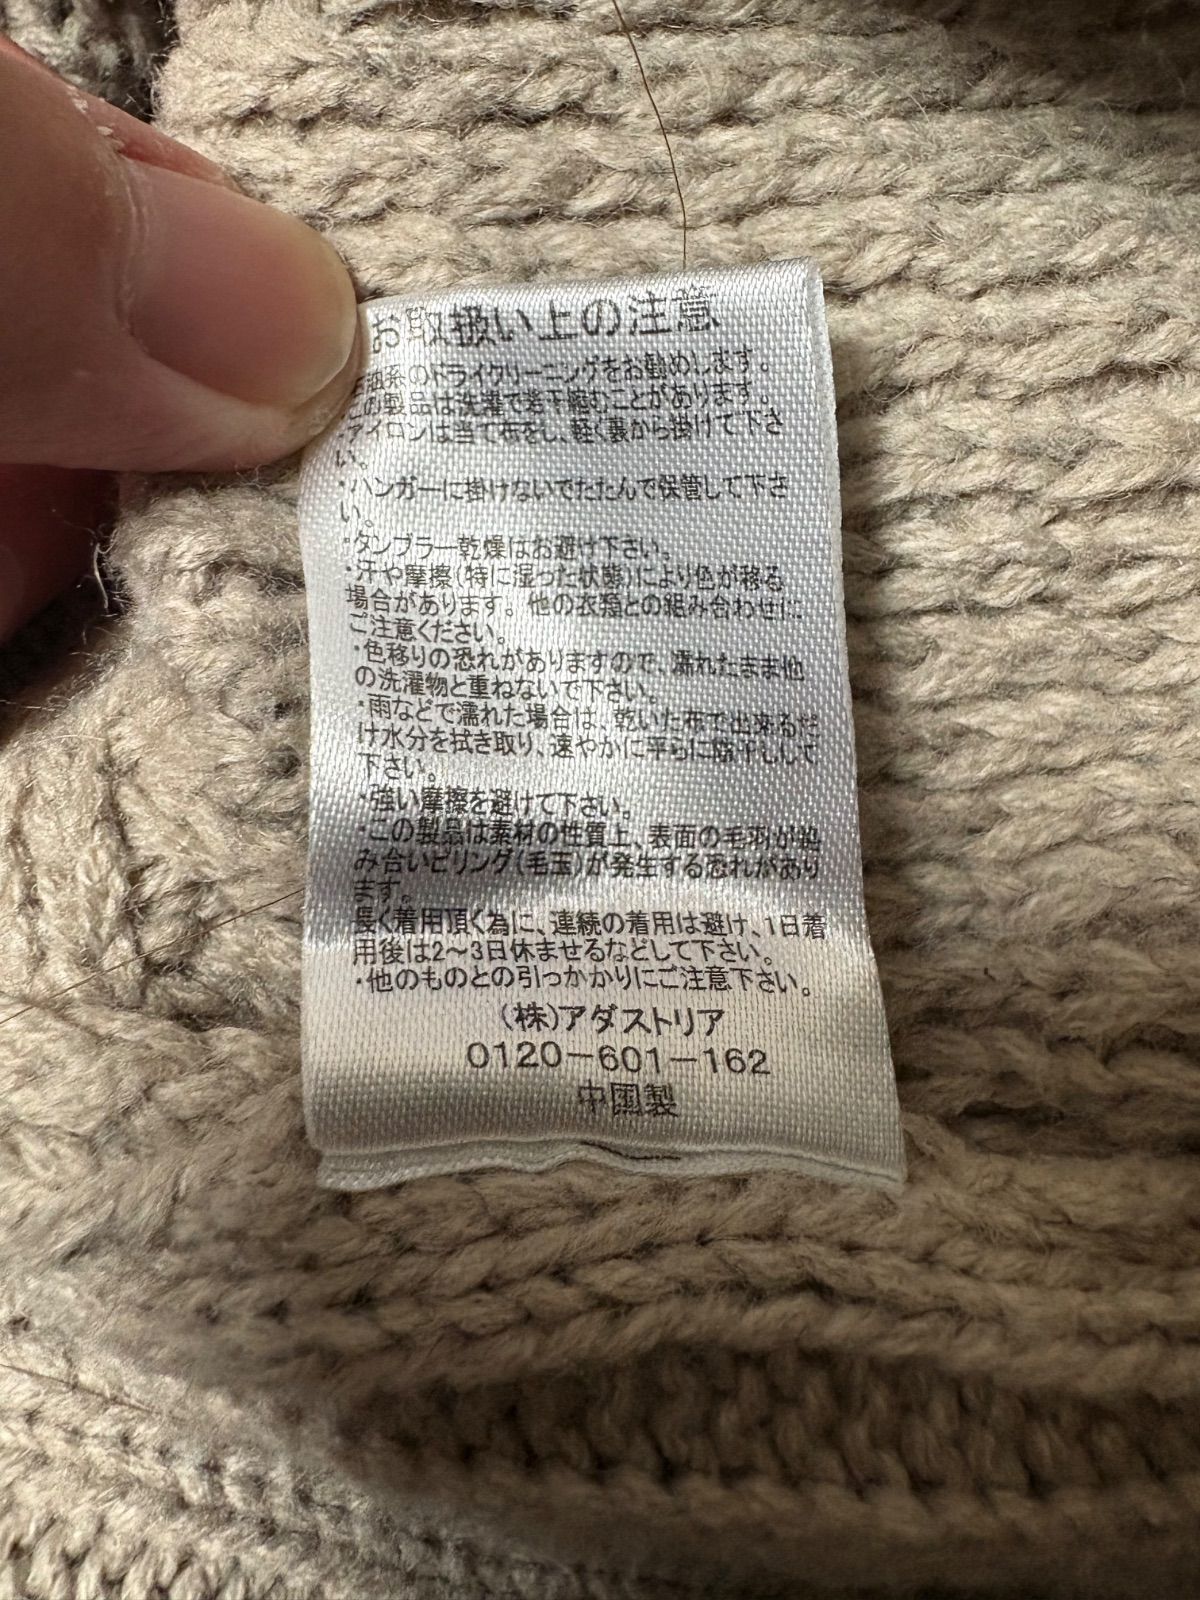 お取扱い上の注意
油系のドライクリーニングをお勧めします。
この製品は洗濯で若干縮むことがあります。
・アイロンは当て布をし、軽く裏から掛けて下さ
い。
・ハンガーに掛けないでたたんで保管して下さ
い。
・タンブラー乾燥はお避け下さい。
・汗や摩擦(特に湿った状態)により色が移る
場合があります。他の衣類との組み合わせに
ご注意ください。
・色移りの恐れがありますので、濡れたまま他
の洗濯物と重ねないで下さい。
・雨などで濡れた場合は、乾いた布で出来るだ
け水分を拭き取り、速やかに平らに陰干しして
下さい。
・強い摩擦を避けて下さい。
・この製品は素材の性質上、表面の毛羽が絡
み合いピリング(毛玉)が発生する恐れがあり
ます。
長く着用頂く為に、連続の着用は避け、1日着
用後は2～3日休ませるなどして下さい。
・他のものとの引っかかりにご注意下さい。
(株)アダストリア
0120-601-162
中国製